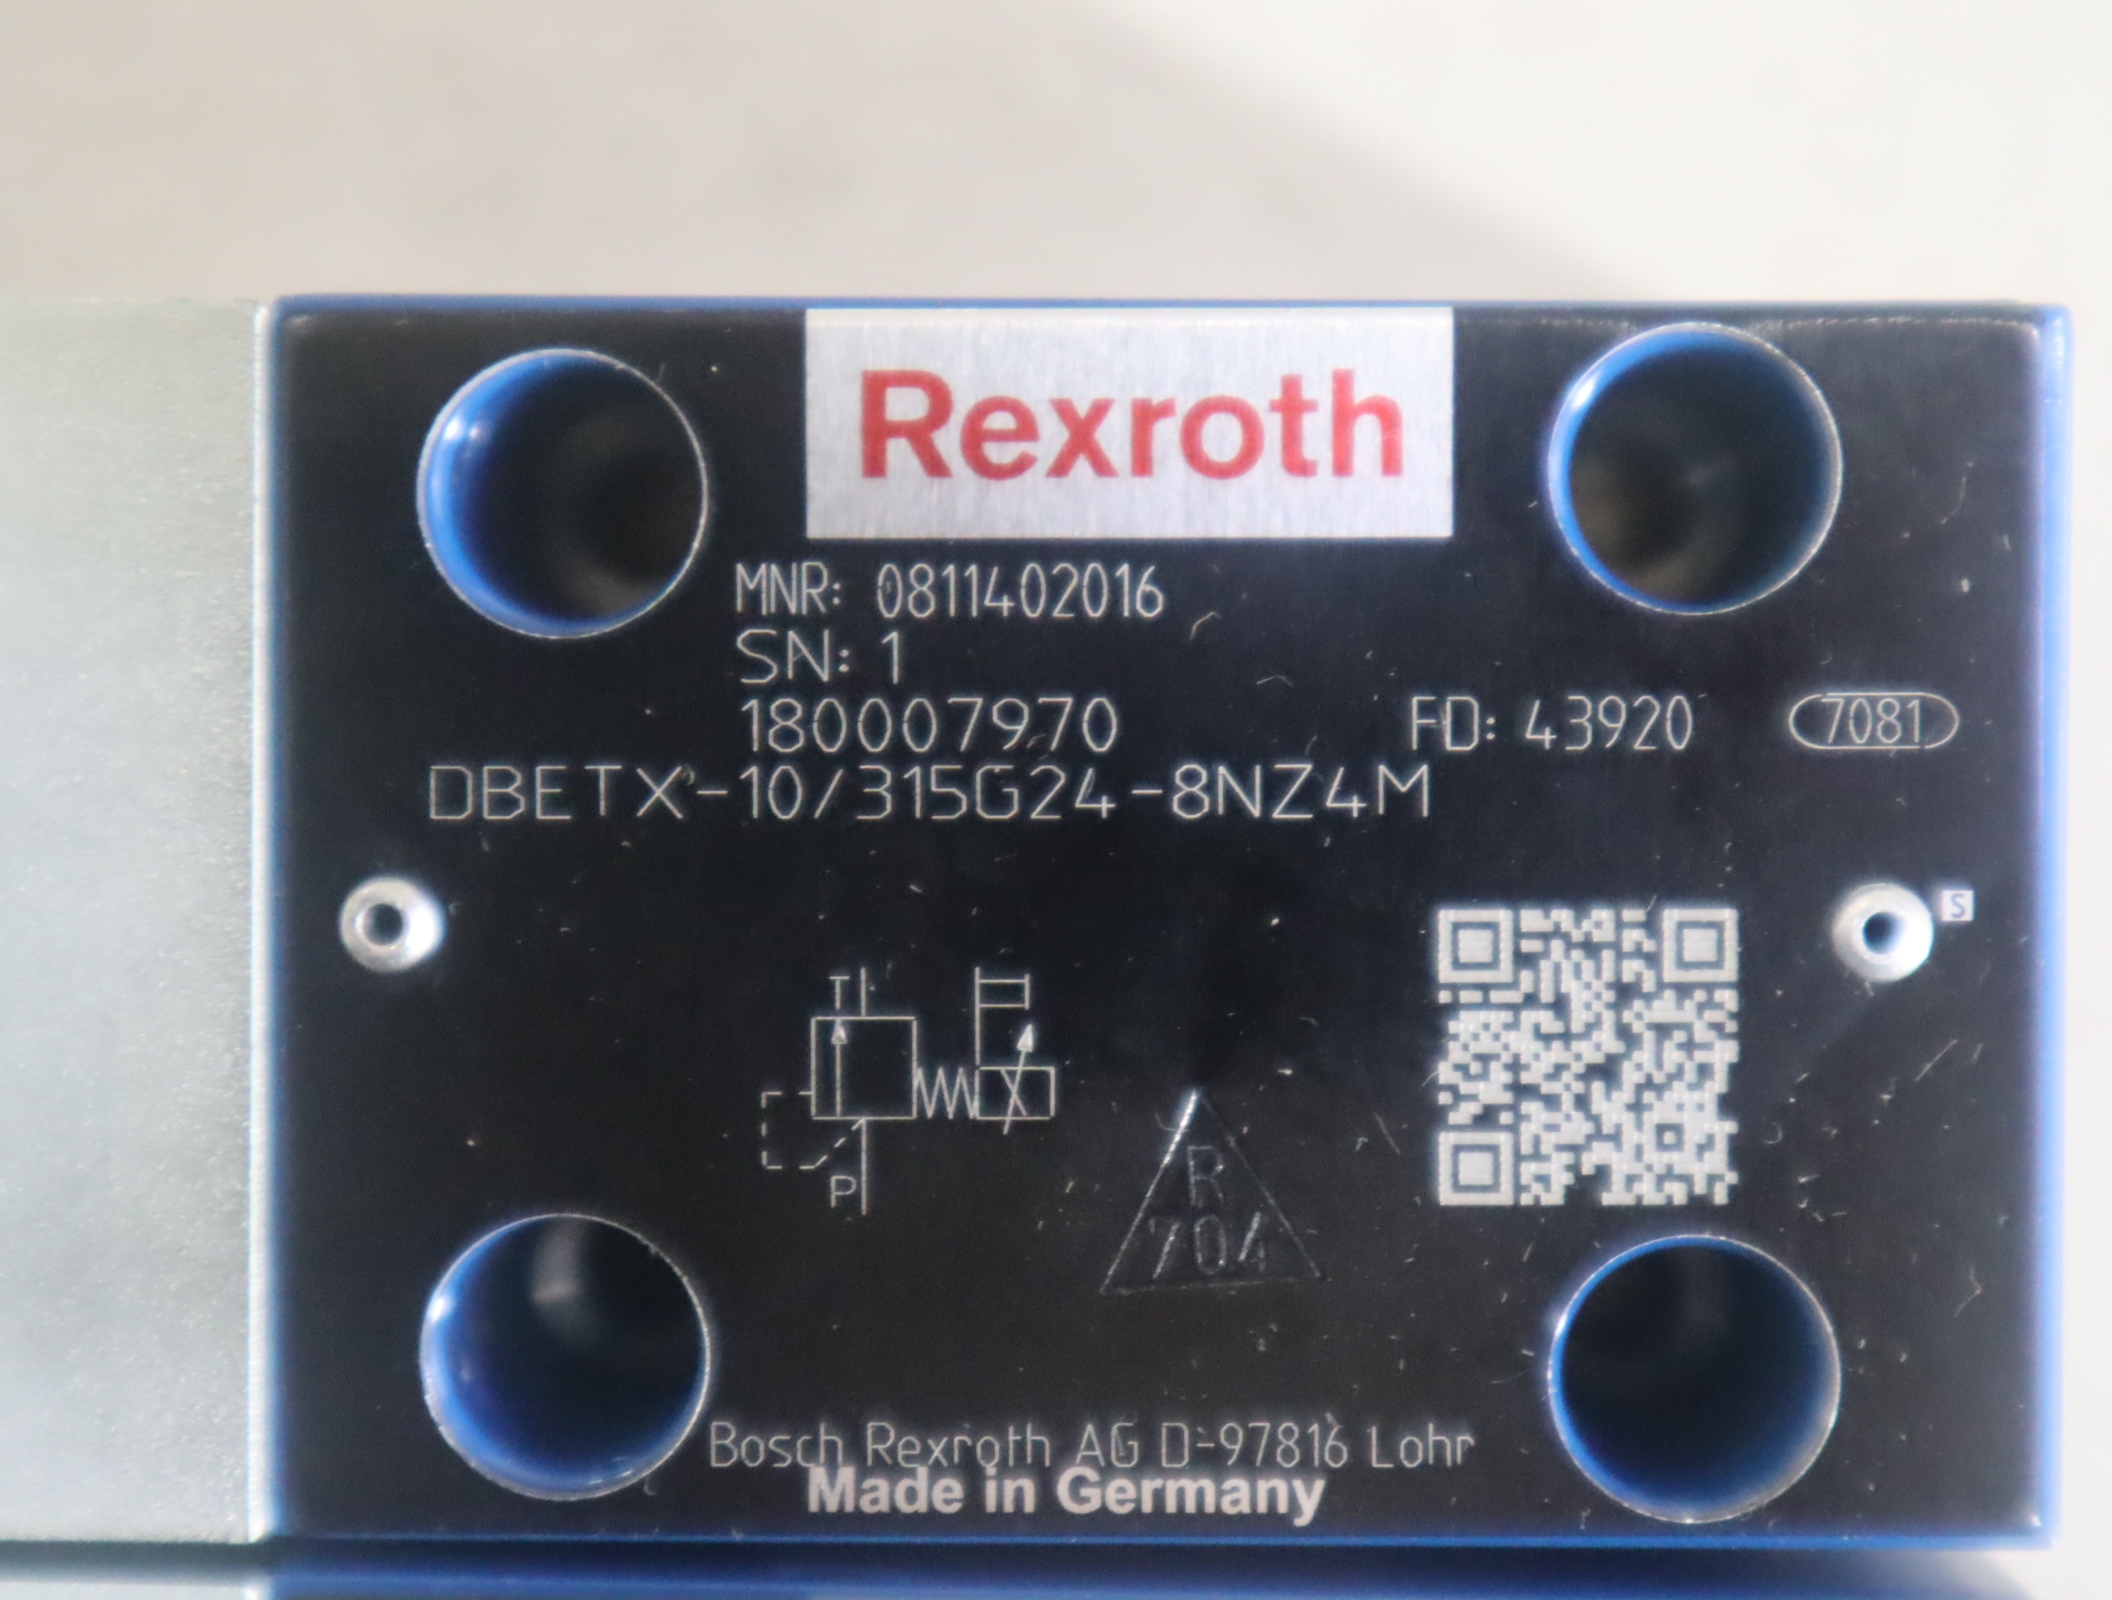 Rexroth
MNR: 0811402016
SN: 1
180007970 FD: 43920 7081
DBETX-10/315G24-8NZ4M
S
T
P
R
704
Bosch Rexroth AG D-97816 Lohr
Made in Germany